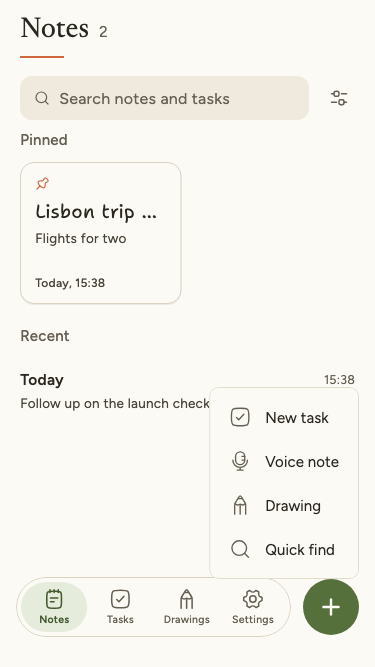 Notes 2
Search notes and tasks
Pinned
Lisbon trip ...
Flights for two
Today, 15:38
Recent
Today 15:38
Follow up on the launch check
New task
Voice note
Drawing
Quick find
Notes Tasks Drawings Settings